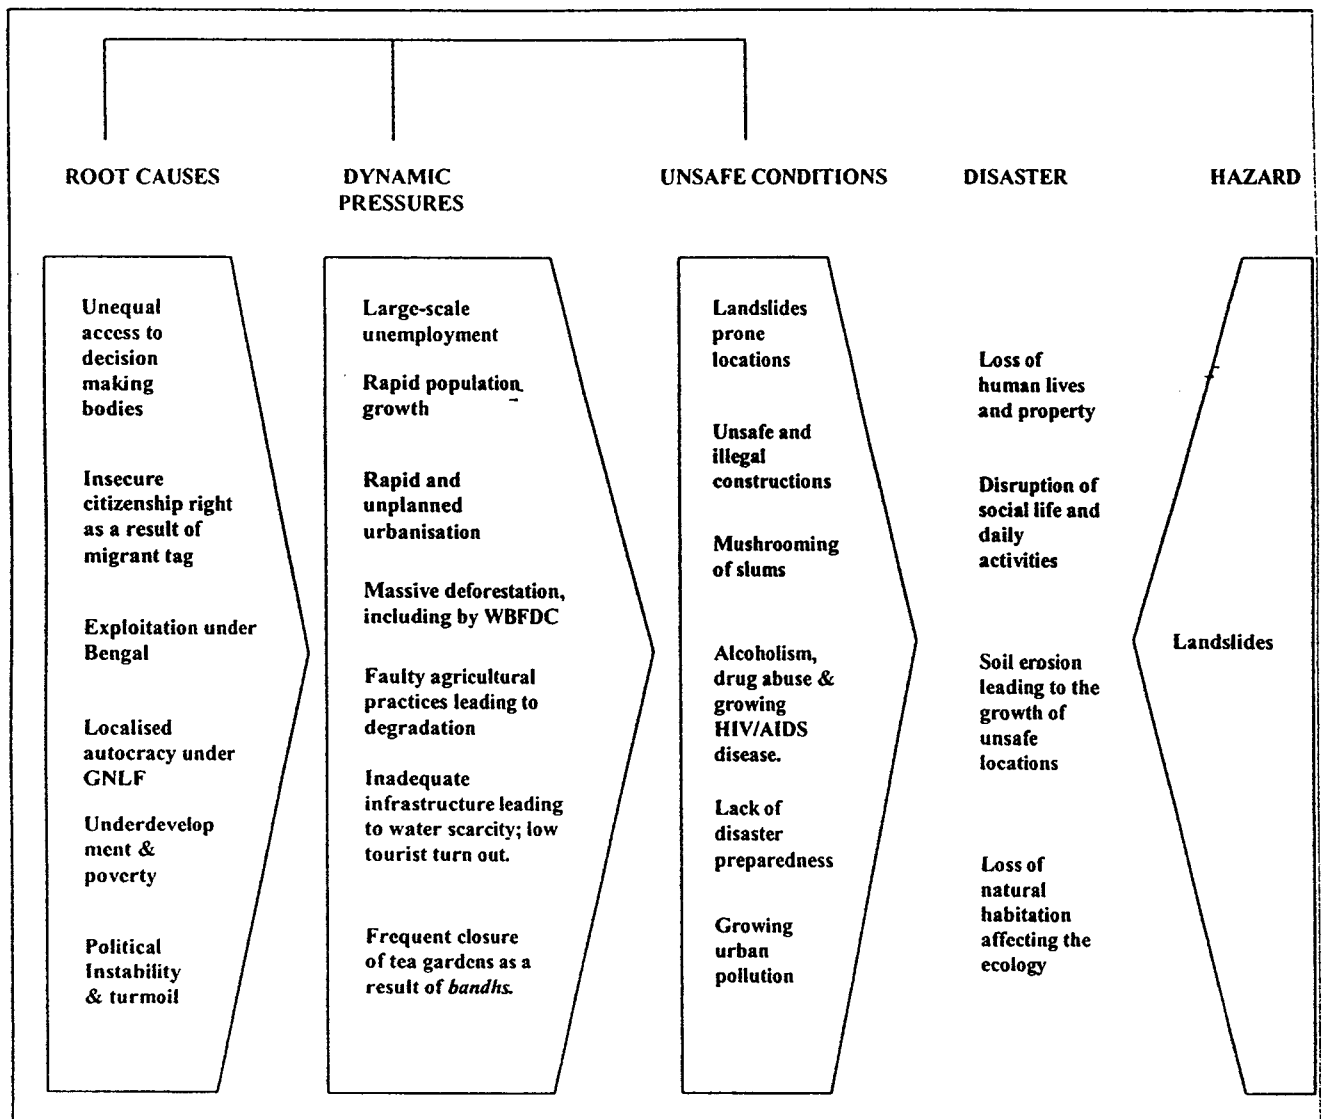 ROOT CAUSES
DYNAMIC
PRESSURES
UNSAFE CONDITIONS
DISASTER
HAZARD
Unequal
access to
decision
making
bodies
Insecure
citizenship right
as a result of
migrant tag
Exploitation under
Bengal
Localised
autocracy under
GNLF
Underdevelop
ment &
poverty
Political
Instability
& turmoil
Large-scale
unemployment
Rapid population
growth
Rapid and
unplanned
urbanisation
Massive deforestation,
including by WBFDC
Faulty agricultural
practices leading to
degradation
Inadequate
infrastructure leading
to water scarcity; low
tourist turn out.
Frequent closure
of tea gardens as a
result of bandhs.
Landslides
prone
locations
Unsafe and
illegal
constructions
Mushrooming
of slums
Alcoholism,
drug abuse &
growing
HIV/AIDS
disease.
Lack of
disaster
preparedness
Growing
urban
pollution
Loss of
human lives
and property
Disruption of
social life and
daily
activities
Soil erosion
leading to the
growth of
unsafe
locations
Loss of
natural
habitation
affecting the
ecology
Landslides